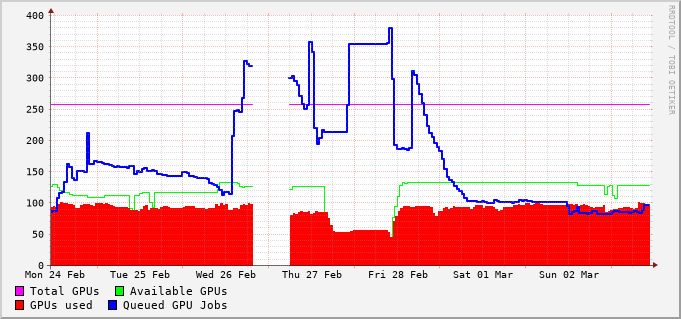 400
350
300
250
200
150
100
50
0
Mon 24 Feb Tue 25 Feb Wed 26 Feb Thu 27 Feb Fri 28 Feb Sat 01 Mar Sun 02 Mar
Total GPUs Available GPUs
GPUs used Queued GPU Jobs
RRDTOOL / TOBI OETIKER